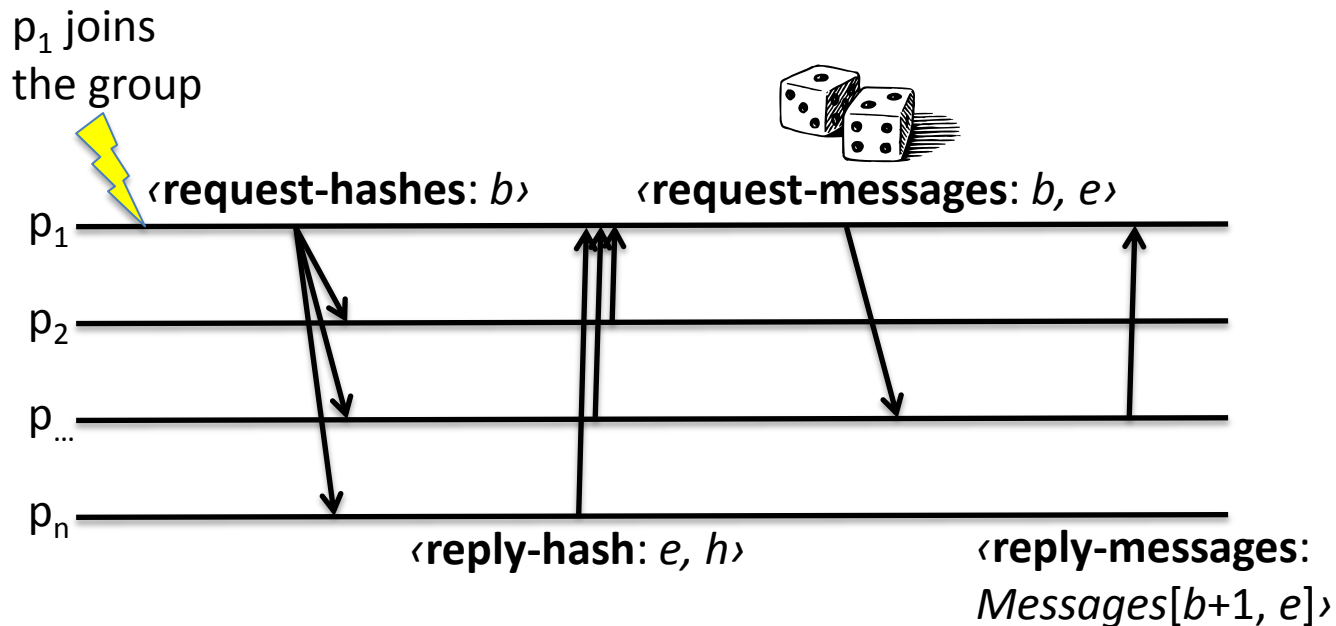 p₁ joins
the group
‹request-hashes: b› ‹request-messages: b, e›
p₁
p₂
p...
pₙ
‹reply-hash: e, h› ‹reply-messages:
Messages[b+1, e]›